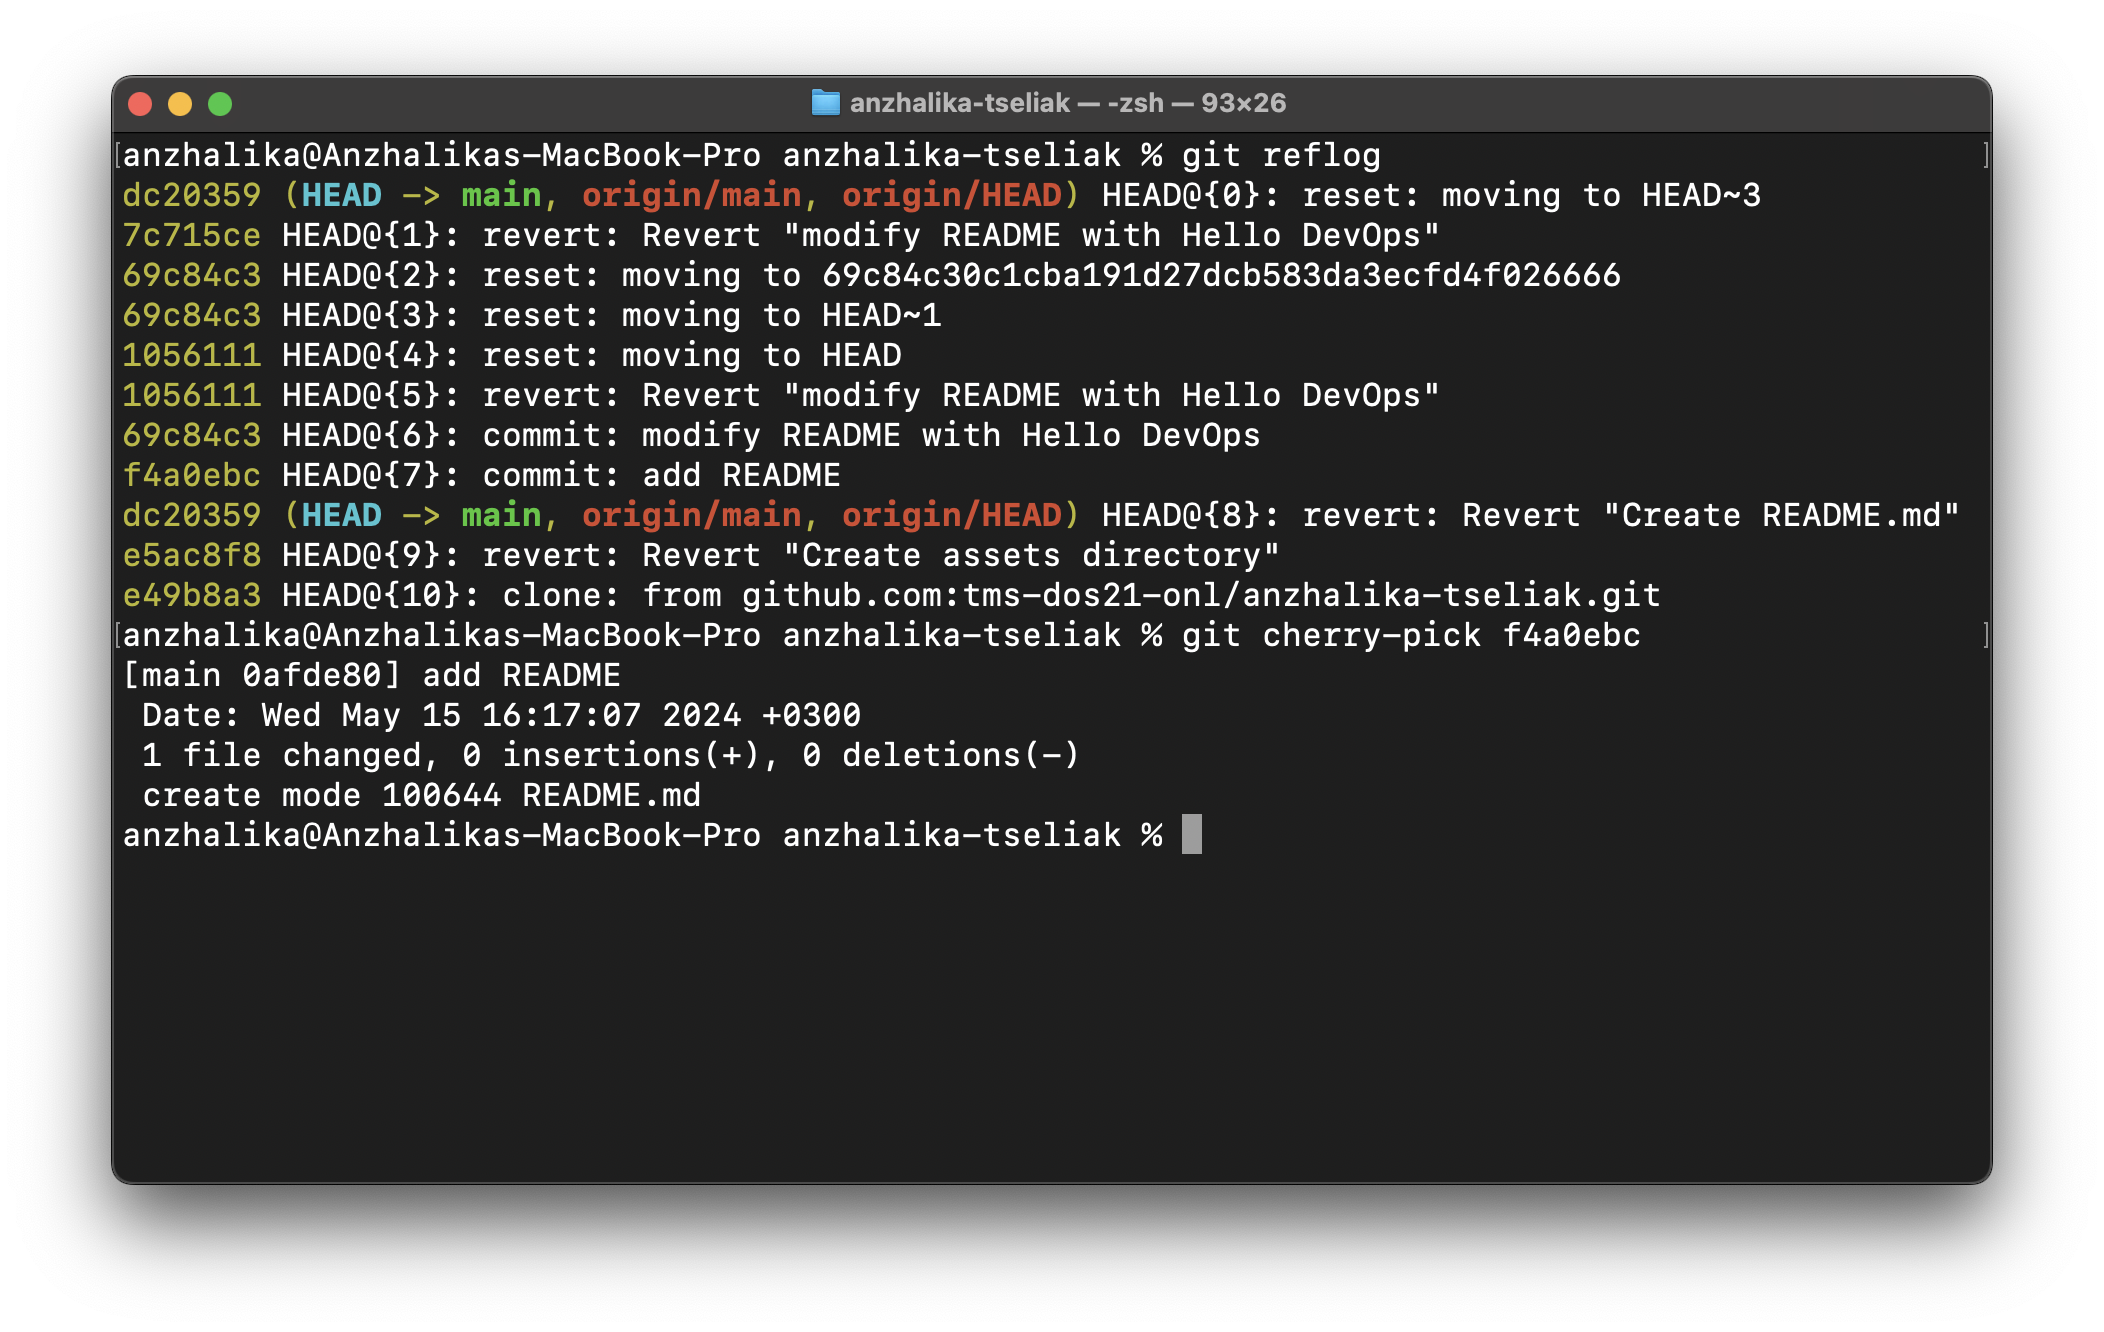 anzhalika-tseliak — -zsh — 93×26
[anzhalika@Anzhalikas-MacBook-Pro anzhalika-tseliak % git reflog ]
dc20359 (HEAD -> main, origin/main, origin/HEAD) HEAD@{0}: reset: moving to HEAD~3
7c715ce HEAD@{1}: revert: Revert "modify README with Hello DevOps"
69c84c3 HEAD@{2}: reset: moving to 69c84c30c1cba191d27dcb583da3ecfd4f026666
69c84c3 HEAD@{3}: reset: moving to HEAD~1
1056111 HEAD@{4}: reset: moving to HEAD
1056111 HEAD@{5}: revert: Revert "modify README with Hello DevOps"
69c84c3 HEAD@{6}: commit: modify README with Hello DevOps
f4a0ebc HEAD@{7}: commit: add README
dc20359 (HEAD -> main, origin/main, origin/HEAD) HEAD@{8}: revert: Revert "Create README.md"
e5ac8f8 HEAD@{9}: revert: Revert "Create assets directory"
e49b8a3 HEAD@{10}: clone: from github.com:tms-dos21-onl/anzhalika-tseliak.git
[anzhalika@Anzhalikas-MacBook-Pro anzhalika-tseliak % git cherry-pick f4a0ebc ]
[main 0afde80] add README
 Date: Wed May 15 16:17:07 2024 +0300
 1 file changed, 0 insertions(+), 0 deletions(-)
 create mode 100644 README.md
anzhalika@Anzhalikas-MacBook-Pro anzhalika-tseliak %